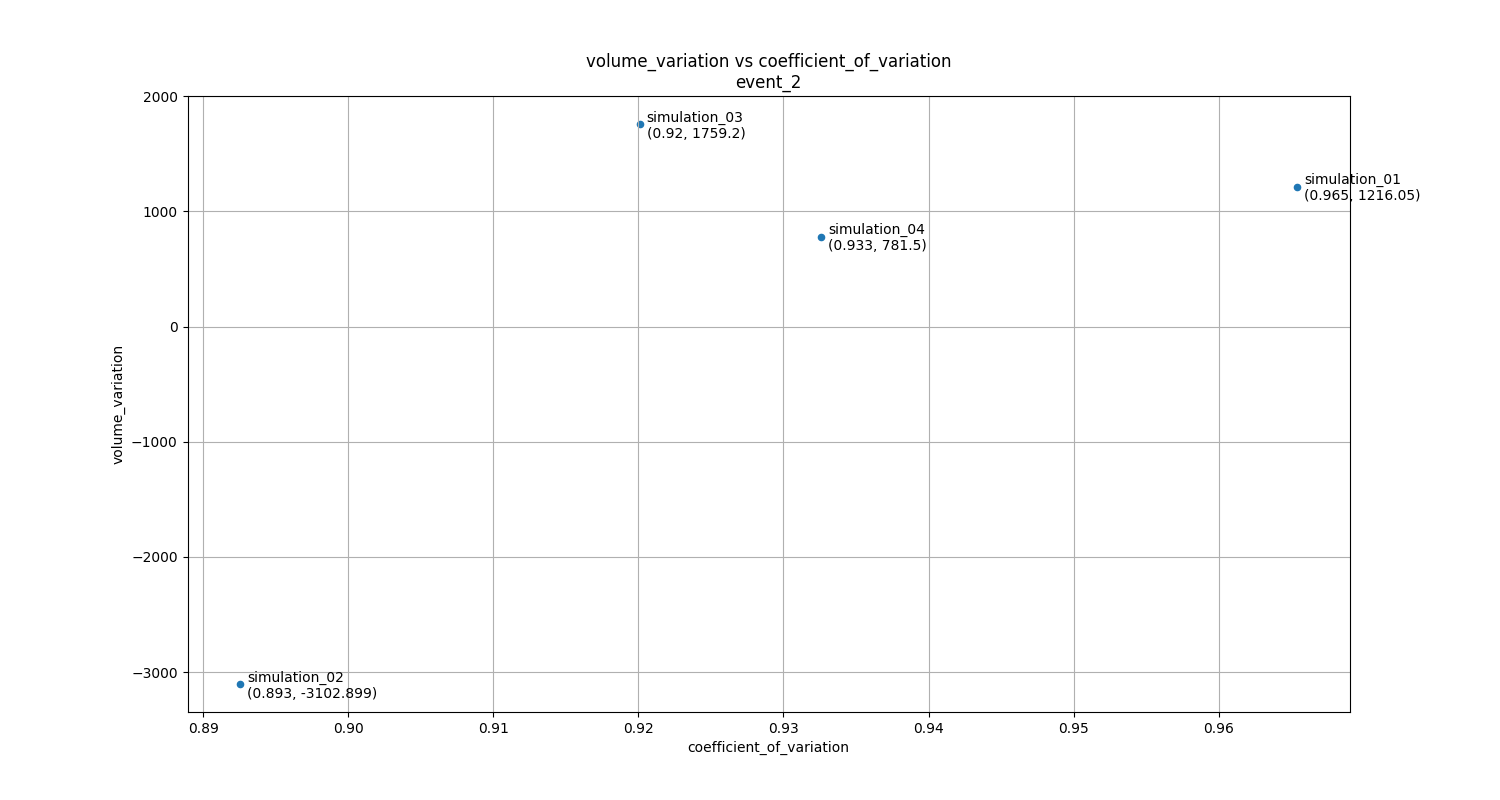 volume_variation vs coefficient_of_variation
event_2
2000
simulation_03
(0.92, 1759.2)
simulation_01
(0.965, 1216.05)
1000
simulation_04
(0.933, 781.5)
0
volume_variation
−1000
−2000
−3000
simulation_02
(0.893, -3102.899)
0.89 0.90 0.91 0.92 0.93 0.94 0.95 0.96
coefficient_of_variation